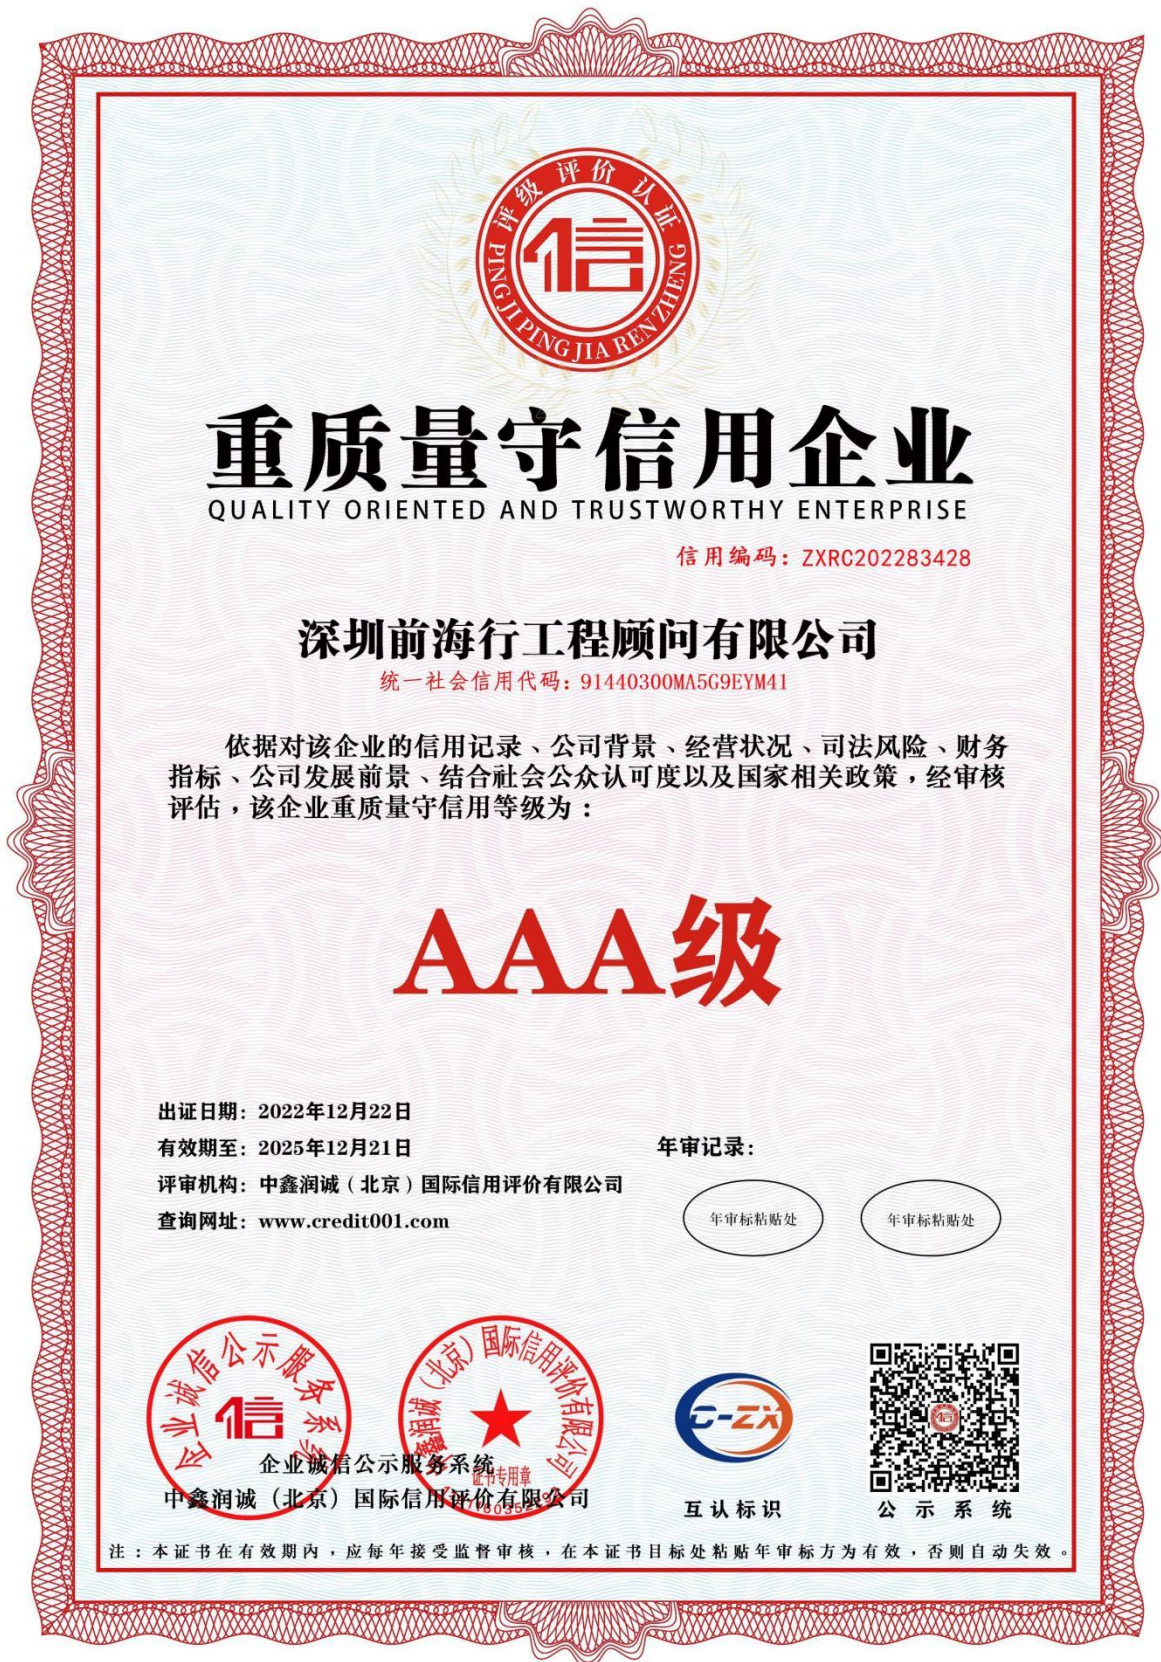 评级 评价 认证
PING JI PING JIA REN ZHENG
信
重质量守信用企业
QUALITY ORIENTED AND TRUSTWORTHY ENTERPRISE
信用编码：ZXRC202283428
深圳前海行工程顾问有限公司
统一社会信用代码：91440300MA5G9EYM41
依据对该企业的信用记录、公司背景、经营状况、司法风险、财务
指标、公司发展前景、结合社会公众认可度以及国家相关政策，经审核
评估，该企业重质量守信用等级为：
AAA级
出证日期：2022年12月22日
有效期至：2025年12月21日
评审机构：中鑫润诚（北京）国际信用评价有限公司
查询网址：www.credit001.com
年审记录：
年审标粘贴处
年审标粘贴处
企业诚信公示服务系统
信
中鑫润诚（北京）国际信用评价有限公司
证书专用章
企业诚信公示服务系统
中鑫润诚（北京）国际信用评价有限公司
C-ZX
互认标识
公示系统
注：本证书在有效期内，应每年接受监督审核，在本证书目标处粘贴年审标方为有效，否则自动失效。